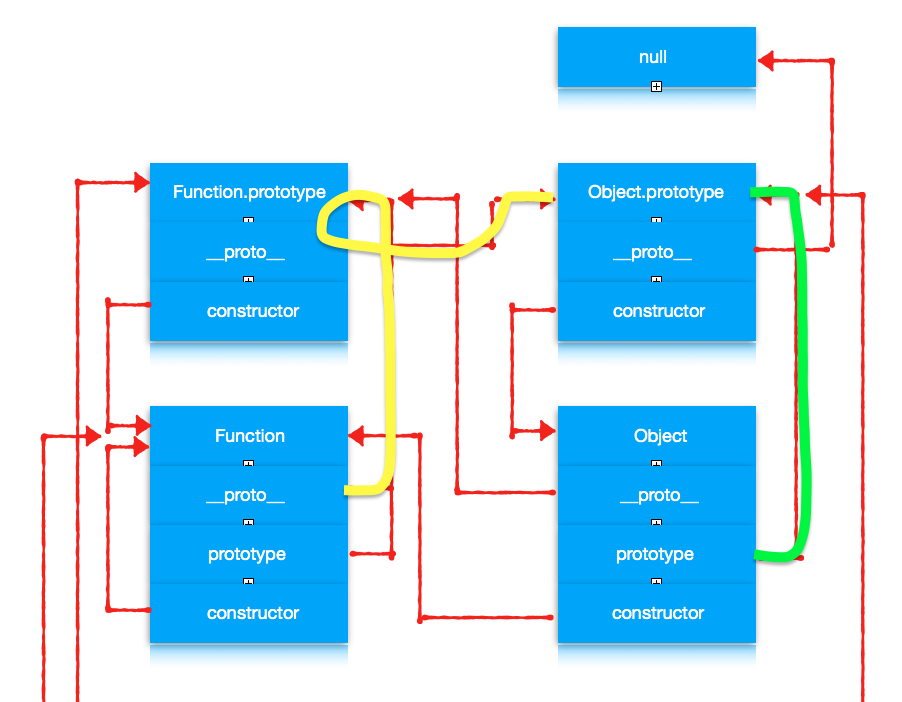 null
Function.prototype
__proto__
constructor
Object.prototype
__proto__
constructor
Function
__proto__
prototype
constructor
Object
__proto__
prototype
constructor